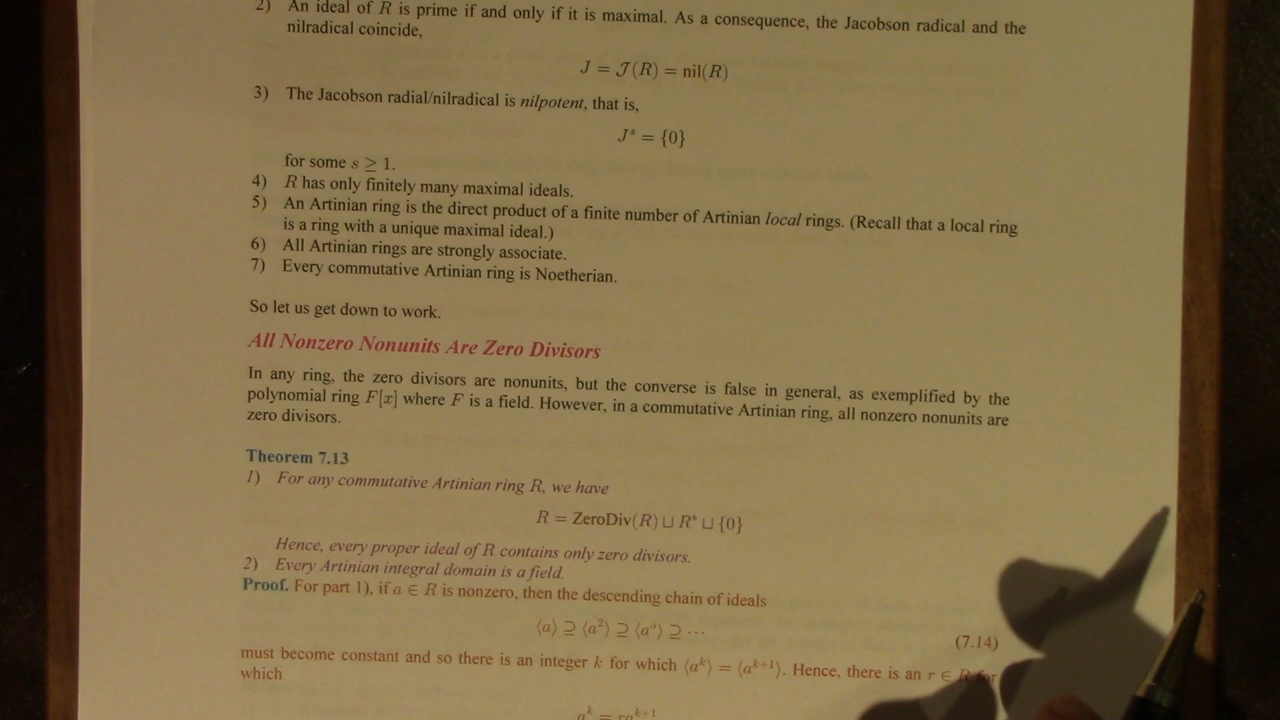 2) An ideal of R is prime if and only if it is maximal. As a consequence, the Jacobson radical and the
nilradical coincide,
J = 𝒥(R) = nil(R)
3) The Jacobson radial/nilradical is nilpotent, that is,
Jˢ = {0}
for some s ≥ 1.
4) R has only finitely many maximal ideals.
5) An Artinian ring is the direct product of a finite number of Artinian local rings. (Recall that a local ring
is a ring with a unique maximal ideal.)
6) All Artinian rings are strongly associate.
7) Every commutative Artinian ring is Noetherian.
So let us get down to work.
All Nonzero Nonunits Are Zero Divisors
In any ring, the zero divisors are nonunits, but the converse is false in general, as exemplified by the
polynomial ring F[x] where F is a field. However, in a commutative Artinian ring, all nonzero nonunits are
zero divisors.
Theorem 7.13
1) For any commutative Artinian ring R, we have
R = ZeroDiv(R) ⊔ R* ⊔ {0}
Hence, every proper ideal of R contains only zero divisors.
2) Every Artinian integral domain is a field.
Proof. For part 1), if a ∈ R is nonzero, then the descending chain of ideals
⟨a⟩ ⊇ ⟨a²⟩ ⊇ ⟨a³⟩ ⊇ ···
(7.14)
must become constant and so there is an integer k for which ⟨aᵏ⟩ = ⟨aᵏ⁺¹⟩. Hence, there is an r ∈ R for
which
aᵏ = raᵏ⁺¹